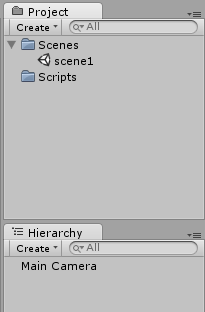 Project
Create All
Scenes
scene1
Scripts
Hierarchy
Create All
Main Camera